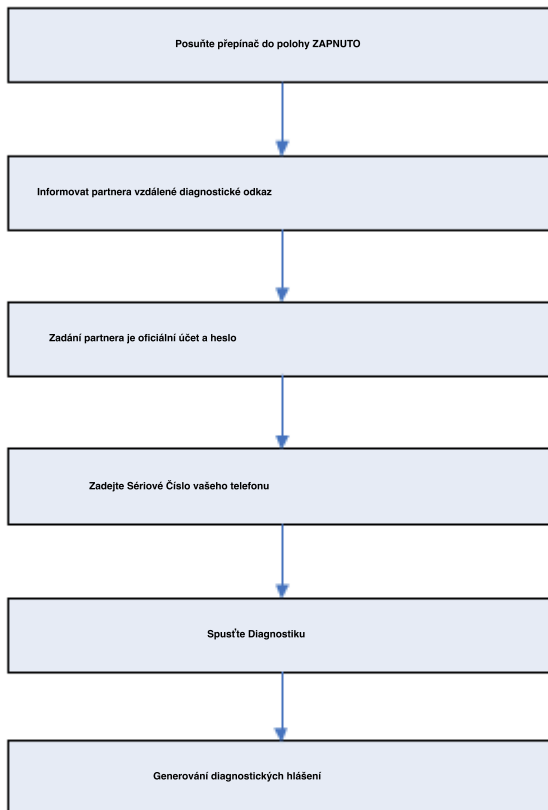 Posuňte přepínač do polohy ZAPNUTO
Informovat partnera vzdálené diagnostické odkaz
Zadání partnera je oficiální účet a heslo
Zadejte Sériové Číslo vašeho telefonu
Spusťte Diagnostiku
Generování diagnostických hlášení